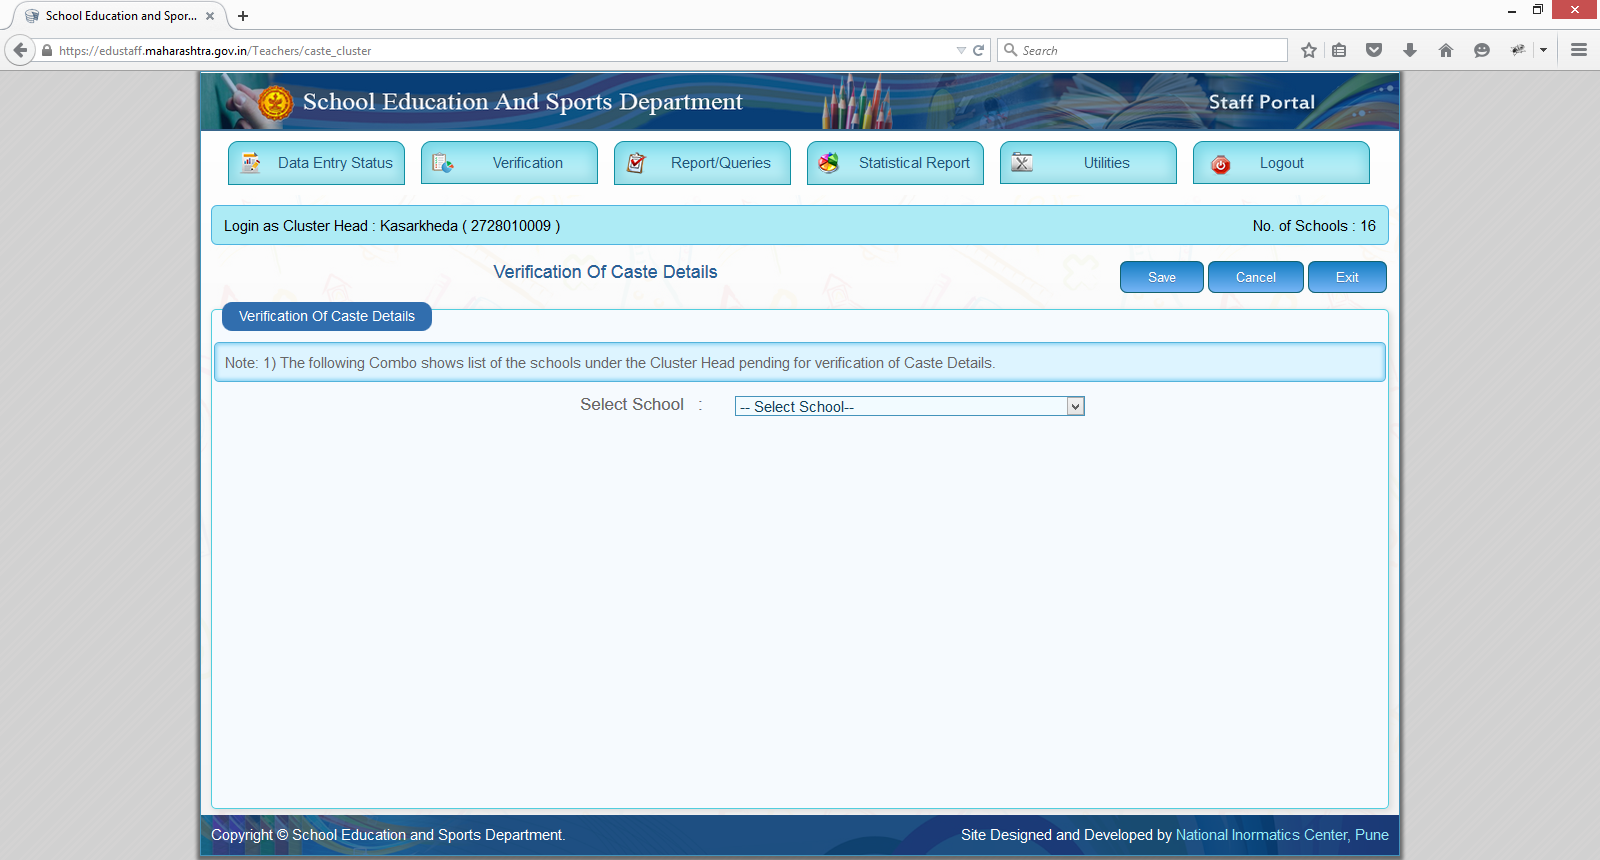 School Education and Spor...
https://edustaff.maharashtra.gov.in/Teachers/caste_cluster
Search
School Education And Sports Department
Staff Portal
Data Entry Status
Verification
Report/Queries
Statistical Report
Utilities
Logout
Login as Cluster Head : Kasarkheda ( 2728010009 )
No. of Schools : 16
Verification Of Caste Details
Save
Cancel
Exit
Verification Of Caste Details
Note: 1) The following Combo shows list of the schools under the Cluster Head pending for verification of Caste Details.
Select School :
-- Select School--
Copyright © School Education and Sports Department.
Site Designed and Developed by National Inormatics Center, Pune